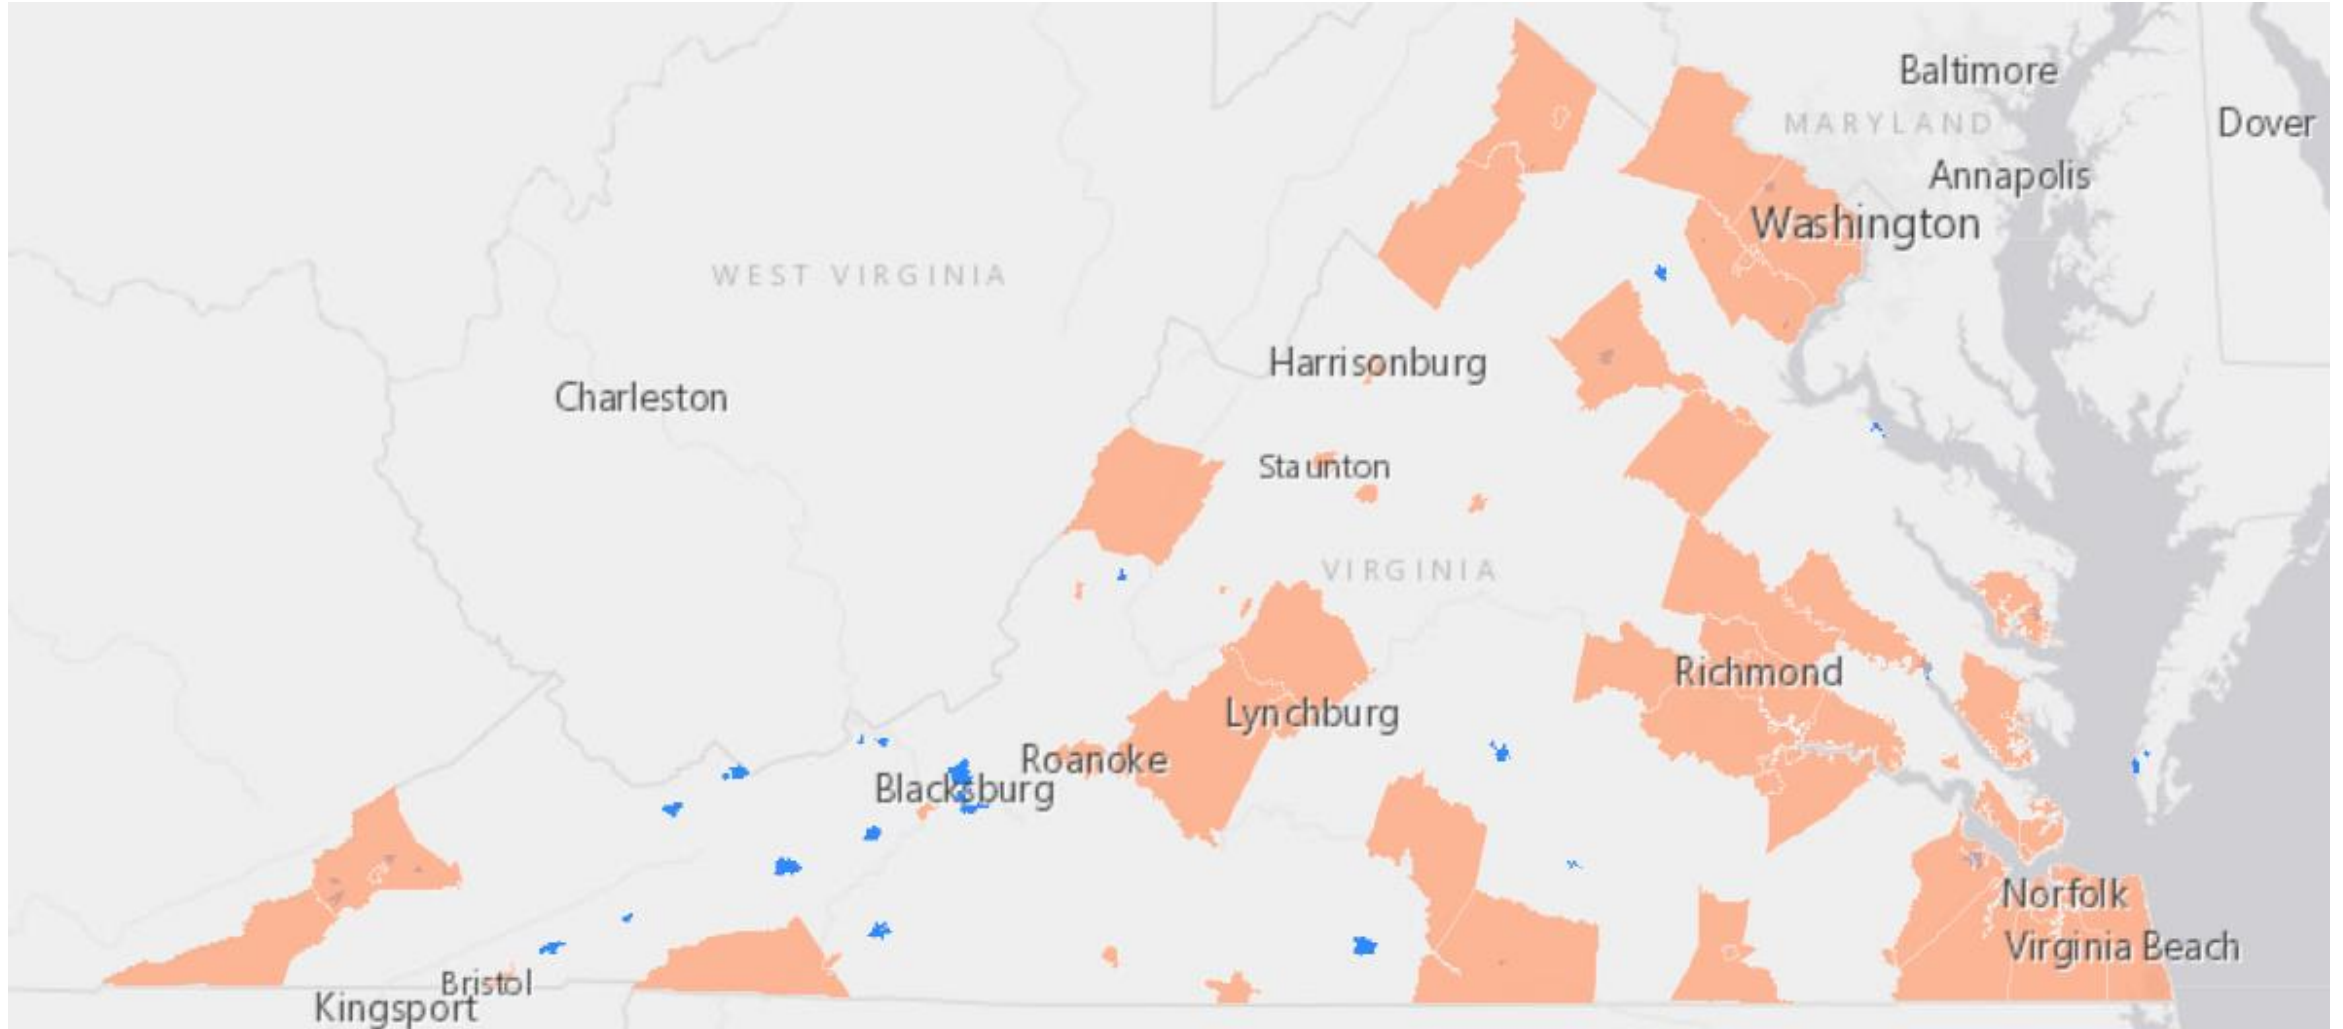 Baltimore
MARYLAND
Dover
Annapolis
Washington
WEST VIRGINIA
Harrisonburg
Charleston
Staunton
VIRGINIA
Richmond
Lynchburg
Roanoke
Blacksburg
Norfolk
Virginia Beach
Bristol
Kingsport